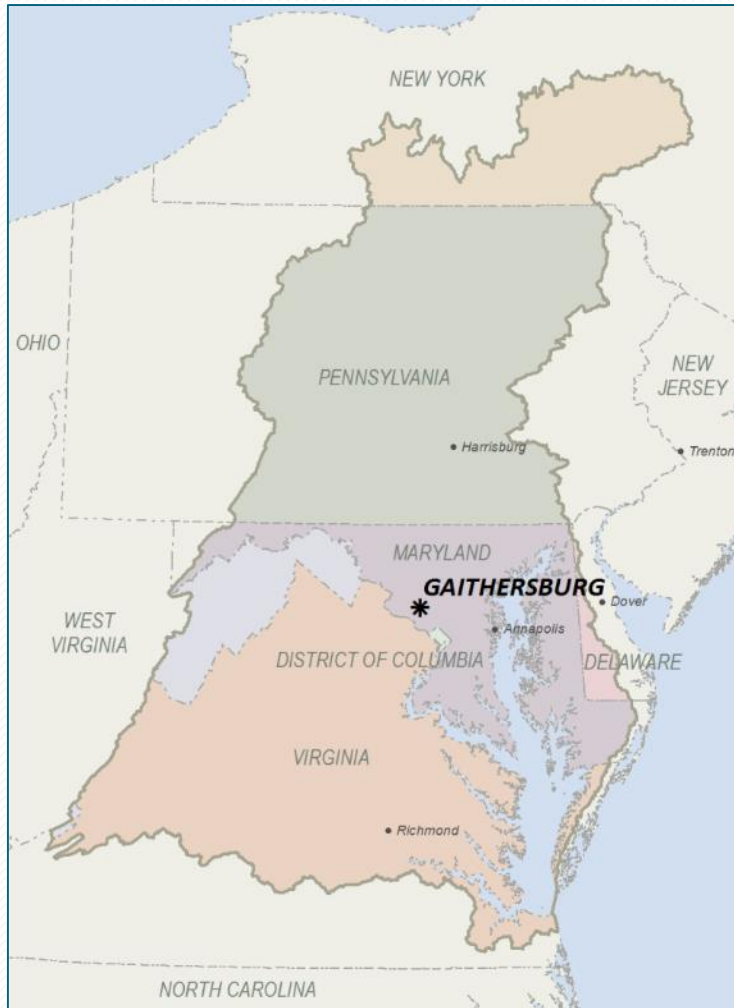 NEW YORK
OHIO
PENNSYLVANIA
NEW
JERSEY
Harrisburg
Trenton
MARYLAND
GAITHERSBURG
WEST
VIRGINIA
Dover
Annapolis
DISTRICT OF COLUMBIA
DELAWARE
VIRGINIA
Richmond
NORTH CAROLINA